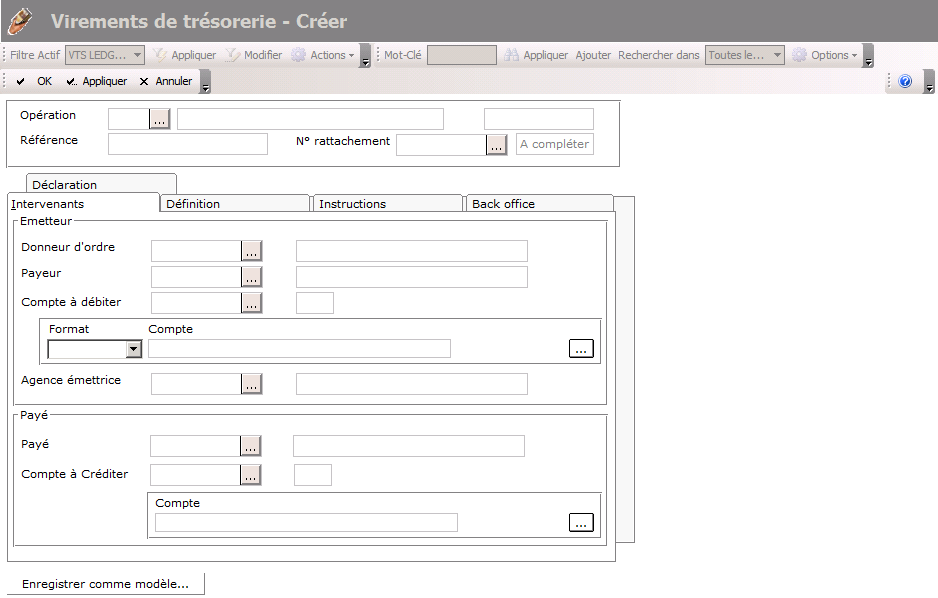 Virements de trésorerie - Créer
Filtre Actif VTS LEDG... Appliquer Modifier Actions Mot-Clé Appliquer Ajouter Rechercher dans Toutes le... Options
OK Appliquer Annuler ?
Opération ...
Référence N° rattachement ... A compléter
Déclaration
Intervenants Définition Instructions Back office
Emetteur
Donneur d'ordre ...
Payeur ...
Compte à débiter ...
Format Compte
...
Agence émettrice ...
Payé
Payé ...
Compte à Créditer ...
Compte
...
Enregistrer comme modèle...